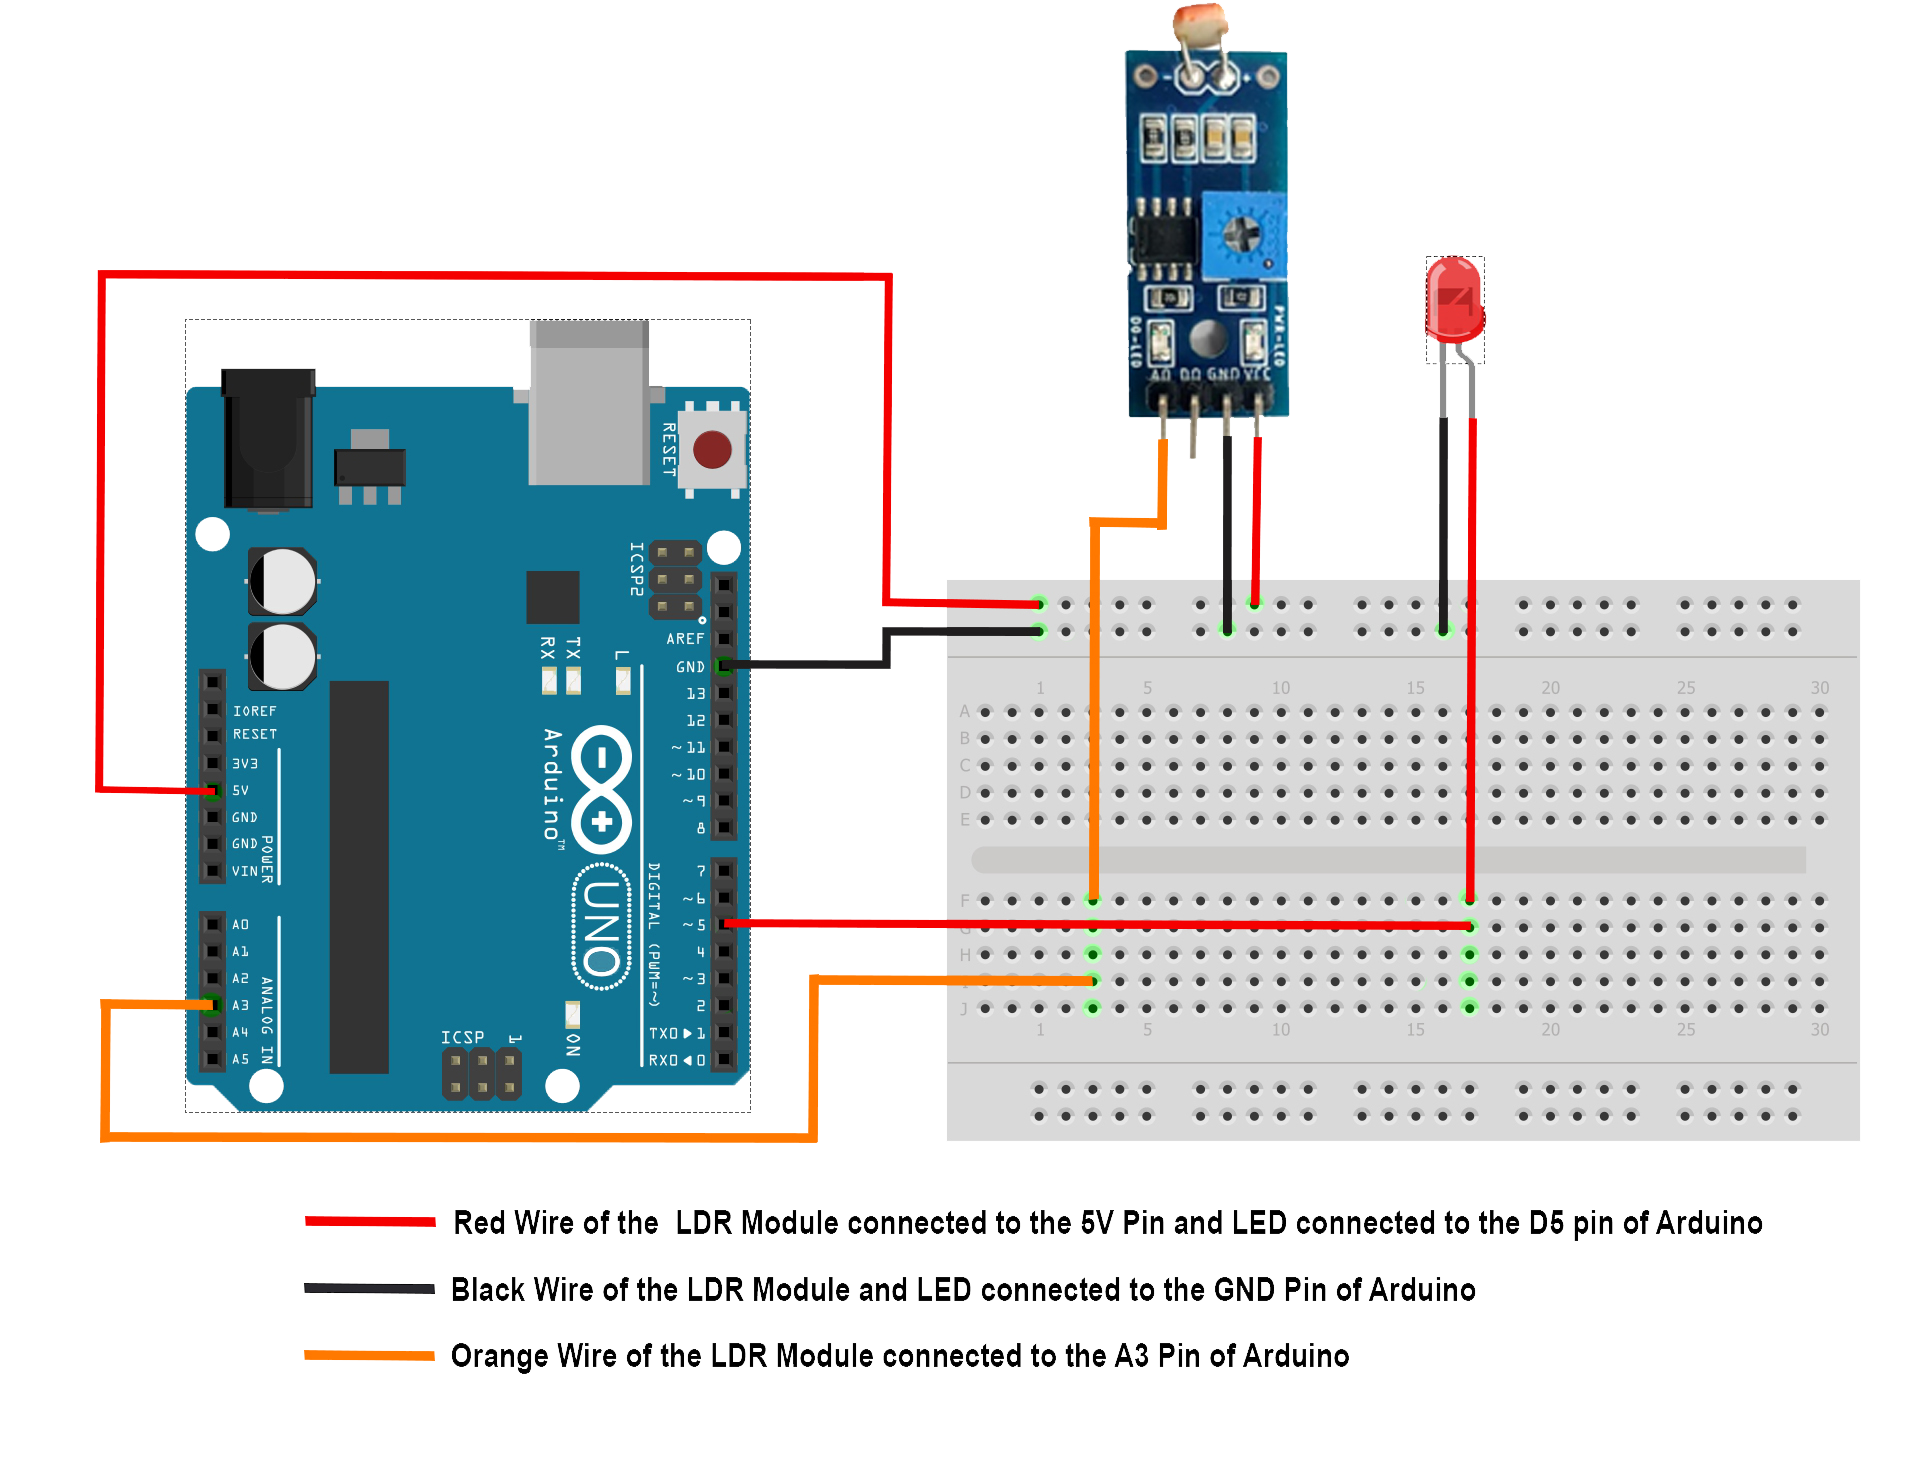 - +
DO-LED
PWR-LED
AO DO GND VCC
RESET
ICSP2
AREF
GND
RX
TX
L
13
12
~11
~10
~9
8
IOREF
RESET
3V3
5V
GND
GND
VIN
POWER
Arduino™
UNO
7
~6
~5
4
~3
2
TX0▶1
RX0◀0
DIGITAL (PWM=~)
A0
A1
A2
A3
A4
A5
ANALOG IN
ICSP 1
ON
1 5 10 15 20 25 30
A
B
C
D
E
F
G
H
I
J
1 5 10 15 20 25 30
Red Wire of the LDR Module connected to the 5V Pin and LED connected to the D5 pin of Arduino
Black Wire of the LDR Module and LED connected to the GND Pin of Arduino
Orange Wire of the LDR Module connected to the A3 Pin of Arduino